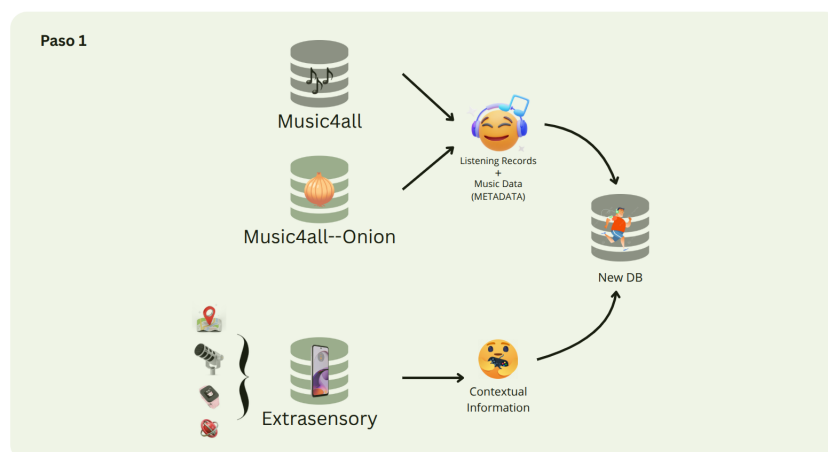 Paso 1
Music4all
Music4all--Onion
Listening Records
+
Music Data
(METADATA)
New DB
Extrasensory
Contextual
Information